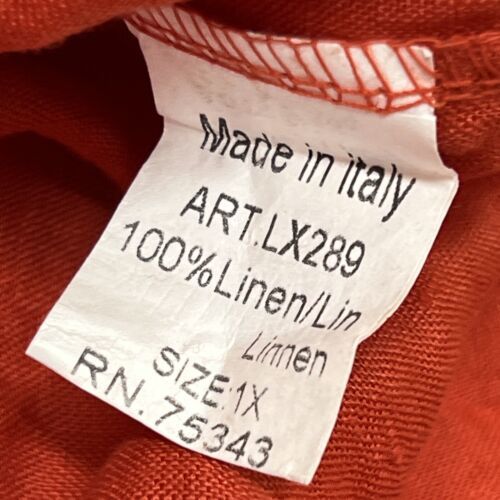 Made in italy
ART.LX289
100%Linen/Lin
Linnen
SIZE:1X
RN.75343